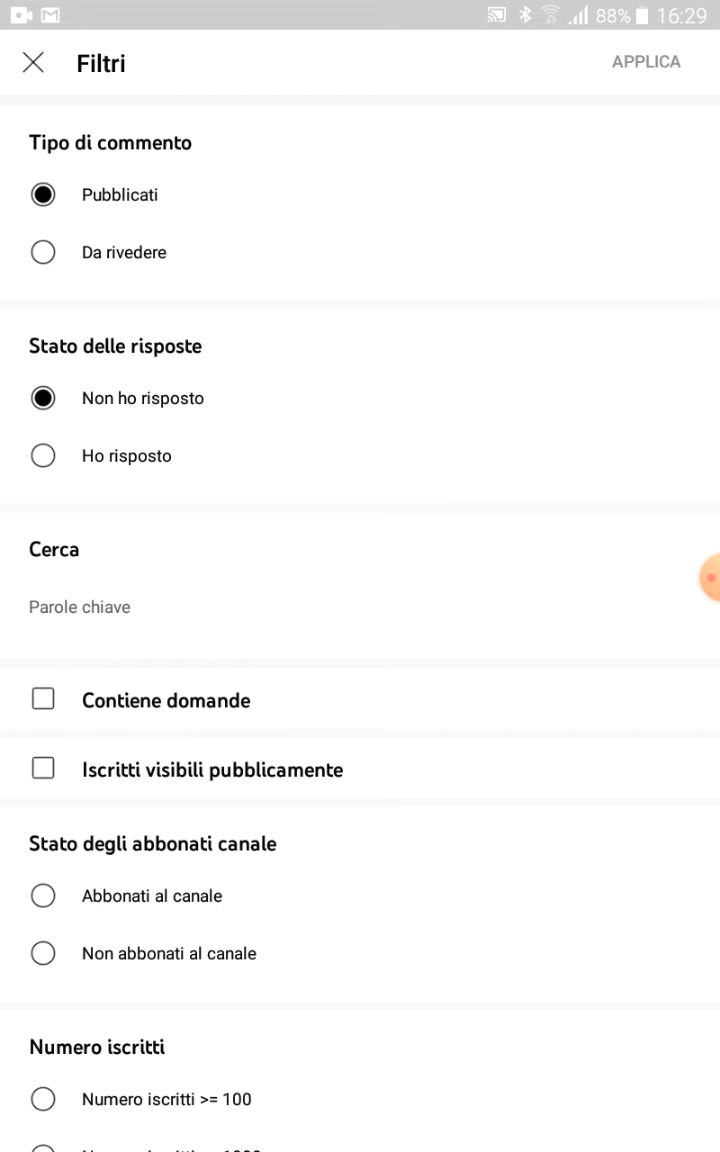 88% 16:29
Filtri
APPLICA
Tipo di commento
Pubblicati
Da rivedere
Stato delle risposte
Non ho risposto
Ho risposto
Cerca
Parole chiave
Contiene domande
Iscritti visibili pubblicamente
Stato degli abbonati canale
Abbonati al canale
Non abbonati al canale
Numero iscritti
Numero iscritti >= 100